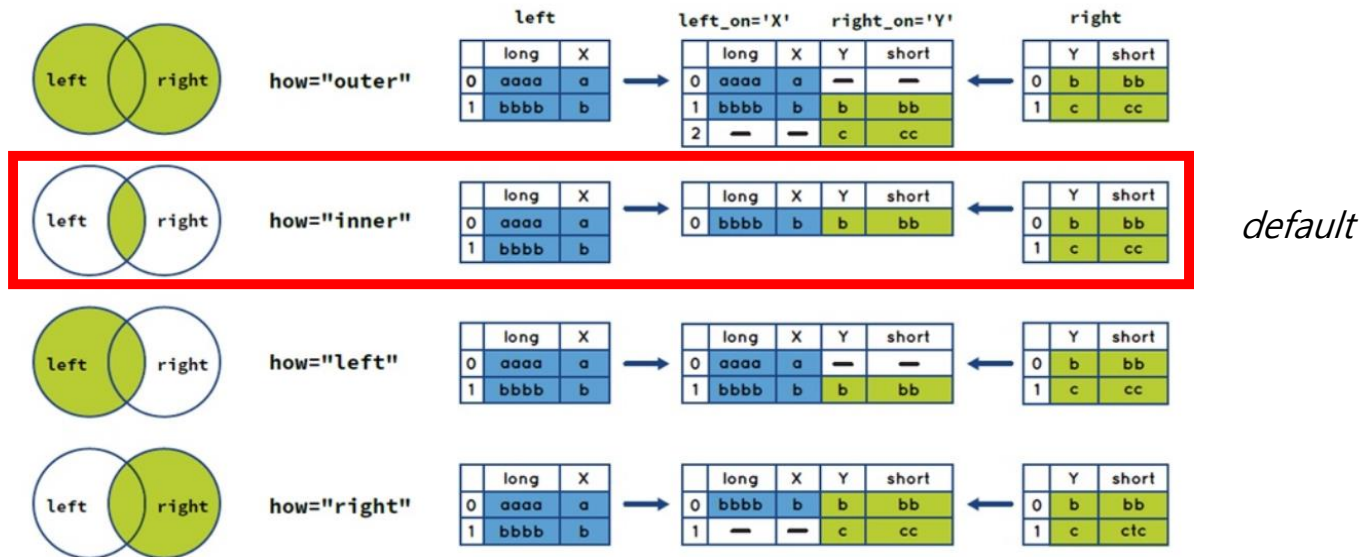 left left_on='X' right_on='Y' right
left right how="outer"
long X long X Y short Y short
0 aaaa a 0 aaaa a — — 0 b bb
1 bbbb b 1 bbbb b b bb 1 c cc
2 — — c cc
left right how="inner" default
long X long X Y short Y short
0 aaaa a 0 bbbb b b bb 0 b bb
1 bbbb b 1 c cc
left right how="left"
long X long X Y short Y short
0 aaaa a 0 aaaa a — — 0 b bb
1 bbbb b 1 bbbb b b bb 1 c cc
left right how="right"
long X long X Y short Y short
0 aaaa a 0 bbbb b b bb 0 b bb
1 bbbb b 1 — — c cc 1 c ctc